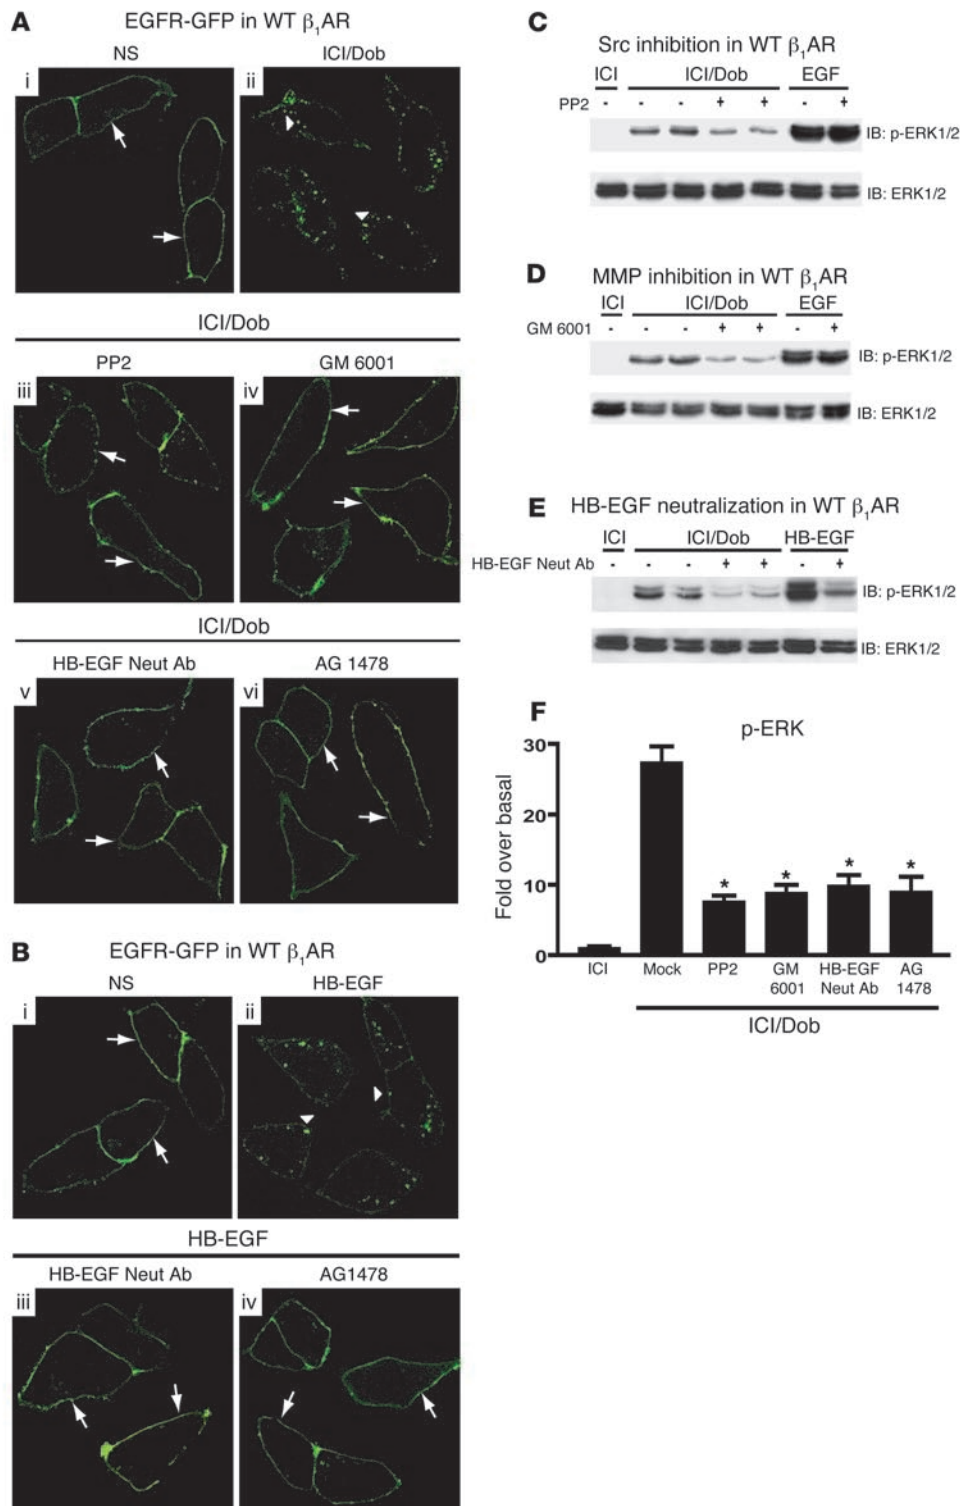 A
EGFR-GFP in WT β₁AR
NS
ICI/Dob
i
ii
ICI/Dob
PP2
GM 6001
iii
iv
ICI/Dob
HB-EGF Neut Ab
AG 1478
v
vi
B
EGFR-GFP in WT β₁AR
NS
HB-EGF
i
ii
HB-EGF
HB-EGF Neut Ab
AG1478
iii
iv
C
Src inhibition in WT β₁AR
ICI ICI/Dob EGF
PP2 - - - + + - +
IB: p-ERK1/2
IB: ERK1/2
D
MMP inhibition in WT β₁AR
ICI ICI/Dob EGF
GM 6001 - - - + + - +
IB: p-ERK1/2
IB: ERK1/2
E
HB-EGF neutralization in WT β₁AR
ICI ICI/Dob HB-EGF
HB-EGF Neut Ab - - - + + - +
IB: p-ERK1/2
IB: ERK1/2
F
p-ERK
Fold over basal
30
20
10
0
* * * *
ICI Mock PP2 GM 6001 HB-EGF Neut Ab AG 1478
ICI/Dob